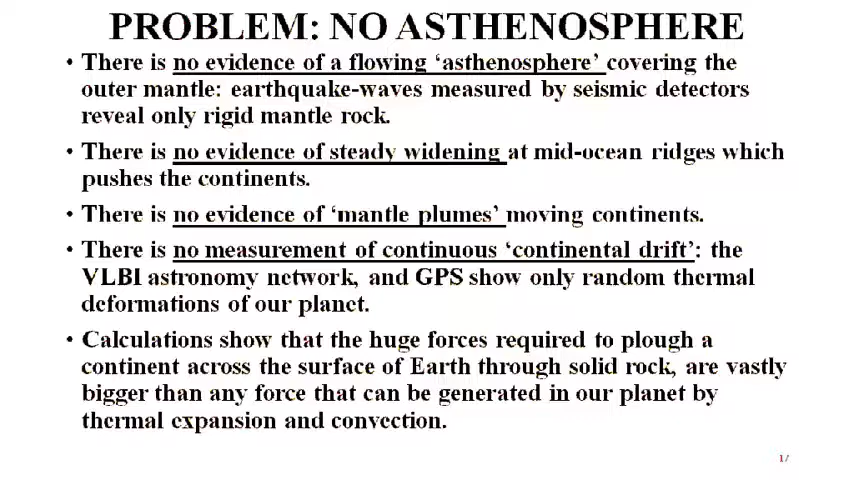 PROBLEM: NO ASTHENOSPHERE
• There is no evidence of a flowing ‘asthenosphere’ covering the
outer mantle: earthquake-waves measured by seismic detectors
reveal only rigid mantle rock.
• There is no evidence of steady widening at mid-ocean ridges which
pushes the continents.
• There is no evidence of ‘mantle plumes’ moving continents.
• There is no measurement of continuous ‘continental drift’: the
VLBI astronomy network, and GPS show only random thermal
deformations of our planet.
• Calculations show that the huge forces required to plough a
continent across the surface of Earth through solid rock, are vastly
bigger than any force that can be generated in our planet by
thermal expansion and convection.
17